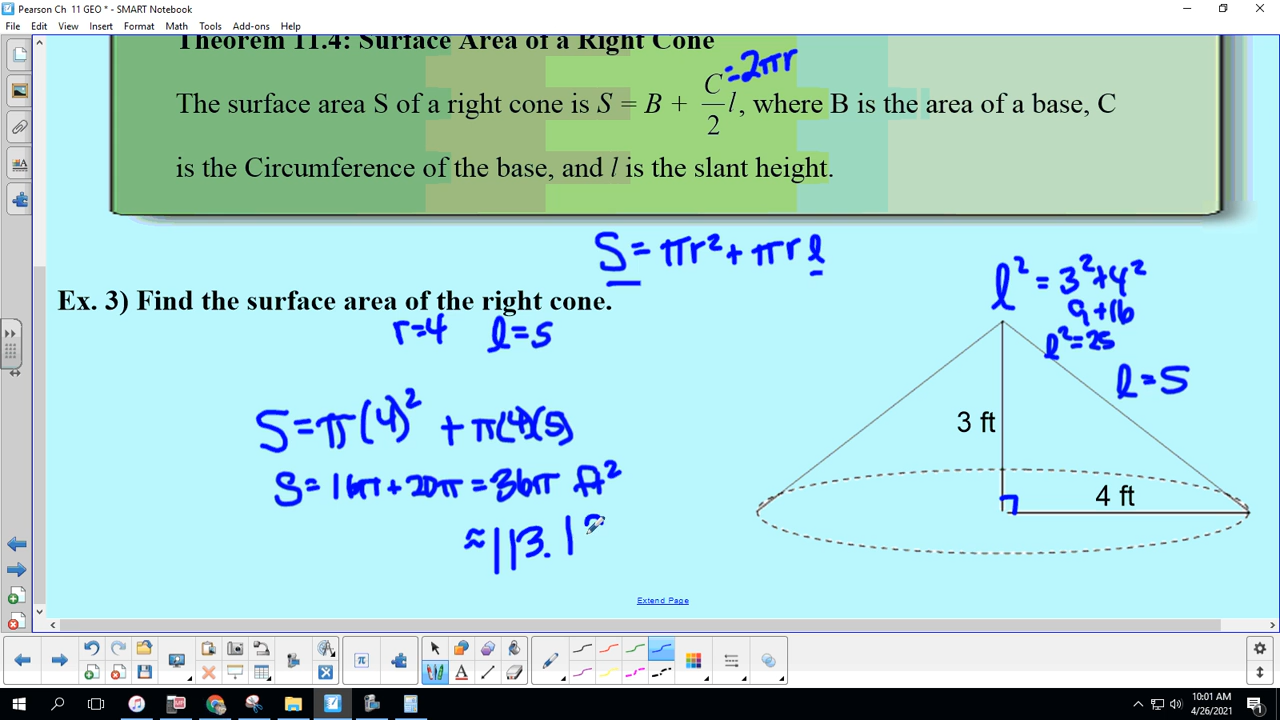 Pearson Ch 11 GEO * - SMART Notebook
File Edit View Insert Format Math Tools Add-ons Help
Theorem 11.4: Surface Area of a Right Cone
=2πr
The surface area S of a right cone is S = B + C/2 l, where B is the area of a base, C
is the Circumference of the base, and l is the slant height.
S = πr² + πr l
l² = 3² + 4²
9 + 16
l² = 25
l = 5
Ex. 3) Find the surface area of the right cone.
r = 4 l = 5
S = π(4)² + π(4)(5)
S = 16π + 20π = 36π ft²
≈ 113.1
3 ft
4 ft
Extend Page
10:01 AM
4/26/2021